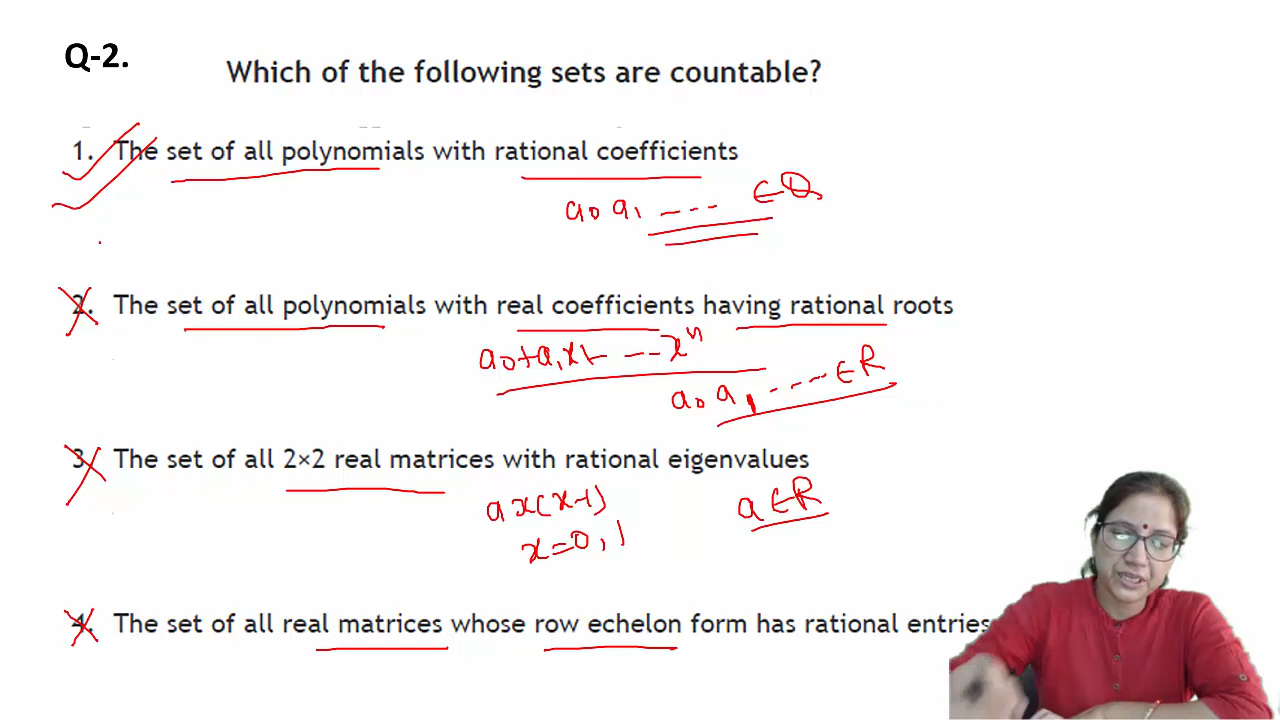 Q-2.
Which of the following sets are countable?
1. The set of all polynomials with rational coefficients
a₀ a₁ --- ∈ Q
2. The set of all polynomials with real coefficients having rational roots
a₀+a₁x+ --- xⁿ
a₀ a₁ ---- ∈ R
3. The set of all 2×2 real matrices with rational eigenvalues
a x(x-1) a ∈ R
x=0, 1
4. The set of all real matrices whose row echelon form has rational entries